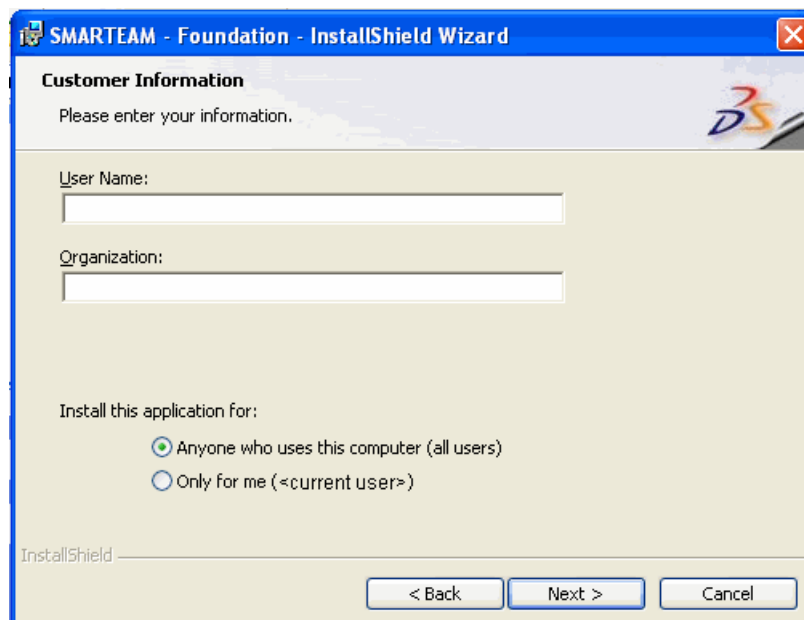 SMARTEAM - Foundation - InstallShield Wizard
Customer Information
Please enter your information.
User Name:
Organization:
Install this application for:
Anyone who uses this computer (all users)
Only for me (<current user>)
InstallShield
< Back Next > Cancel